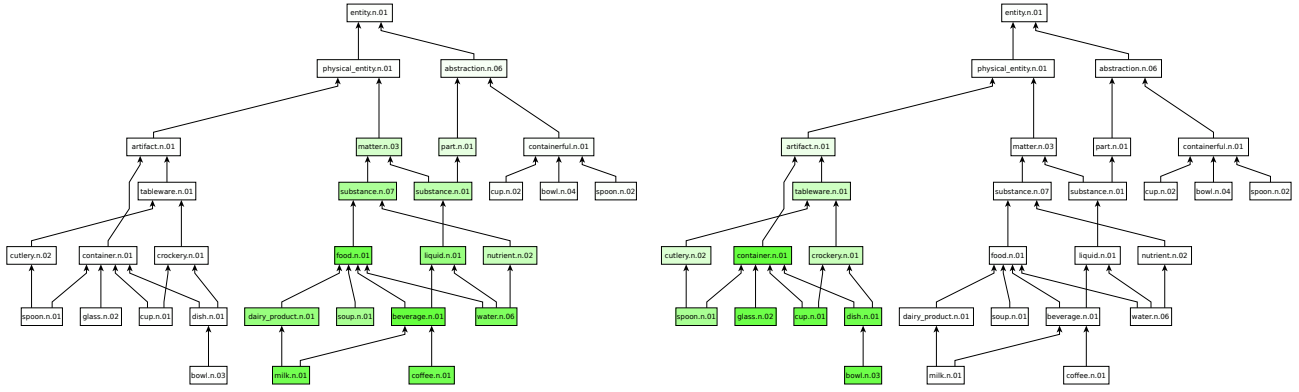 entity.n.01
physical_entity.n.01
abstraction.n.06
artifact.n.01
matter.n.03
part.n.01
containerful.n.01
tableware.n.01
substance.n.07
substance.n.01
cup.n.02
bowl.n.04
spoon.n.02
cutlery.n.02
container.n.01
crockery.n.01
food.n.01
liquid.n.01
nutrient.n.02
spoon.n.01
glass.n.02
cup.n.01
dish.n.01
dairy_product.n.01
soup.n.01
beverage.n.01
water.n.06
bowl.n.03
milk.n.01
coffee.n.01
entity.n.01
physical_entity.n.01
abstraction.n.06
artifact.n.01
matter.n.03
part.n.01
containerful.n.01
tableware.n.01
substance.n.07
substance.n.01
cup.n.02
bowl.n.04
spoon.n.02
cutlery.n.02
container.n.01
crockery.n.01
food.n.01
liquid.n.01
nutrient.n.02
spoon.n.01
glass.n.02
cup.n.01
dish.n.01
dairy_product.n.01
soup.n.01
beverage.n.01
water.n.06
bowl.n.03
milk.n.01
coffee.n.01